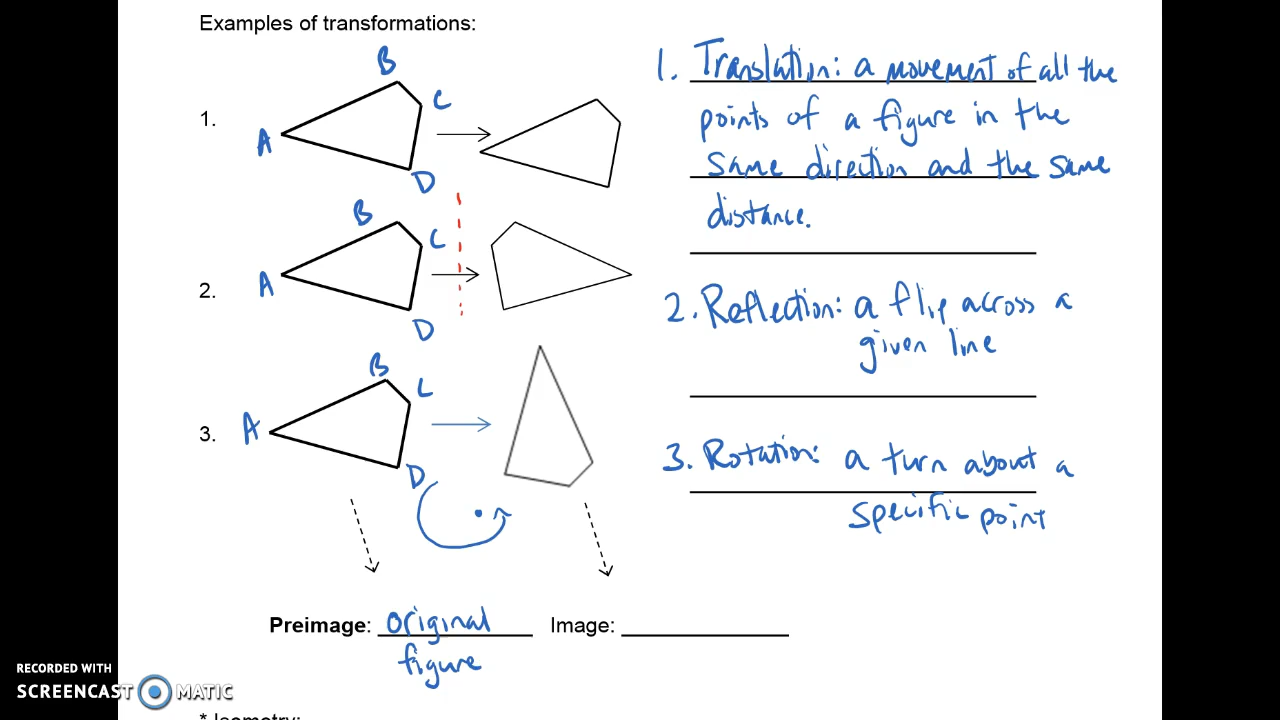 Examples of transformations:
1.
A
B
C
D
1. Translation: a movement of all the
points of a figure in the
same direction and the same
distance.
2.
A
B
C
D
2. Reflection: a flip across a
given line
3.
A
B
C
D
3. Rotation: a turn about a
specific point
Preimage: original
figure
Image:
RECORDED WITH
SCREENCAST MATIC
* Isometry: